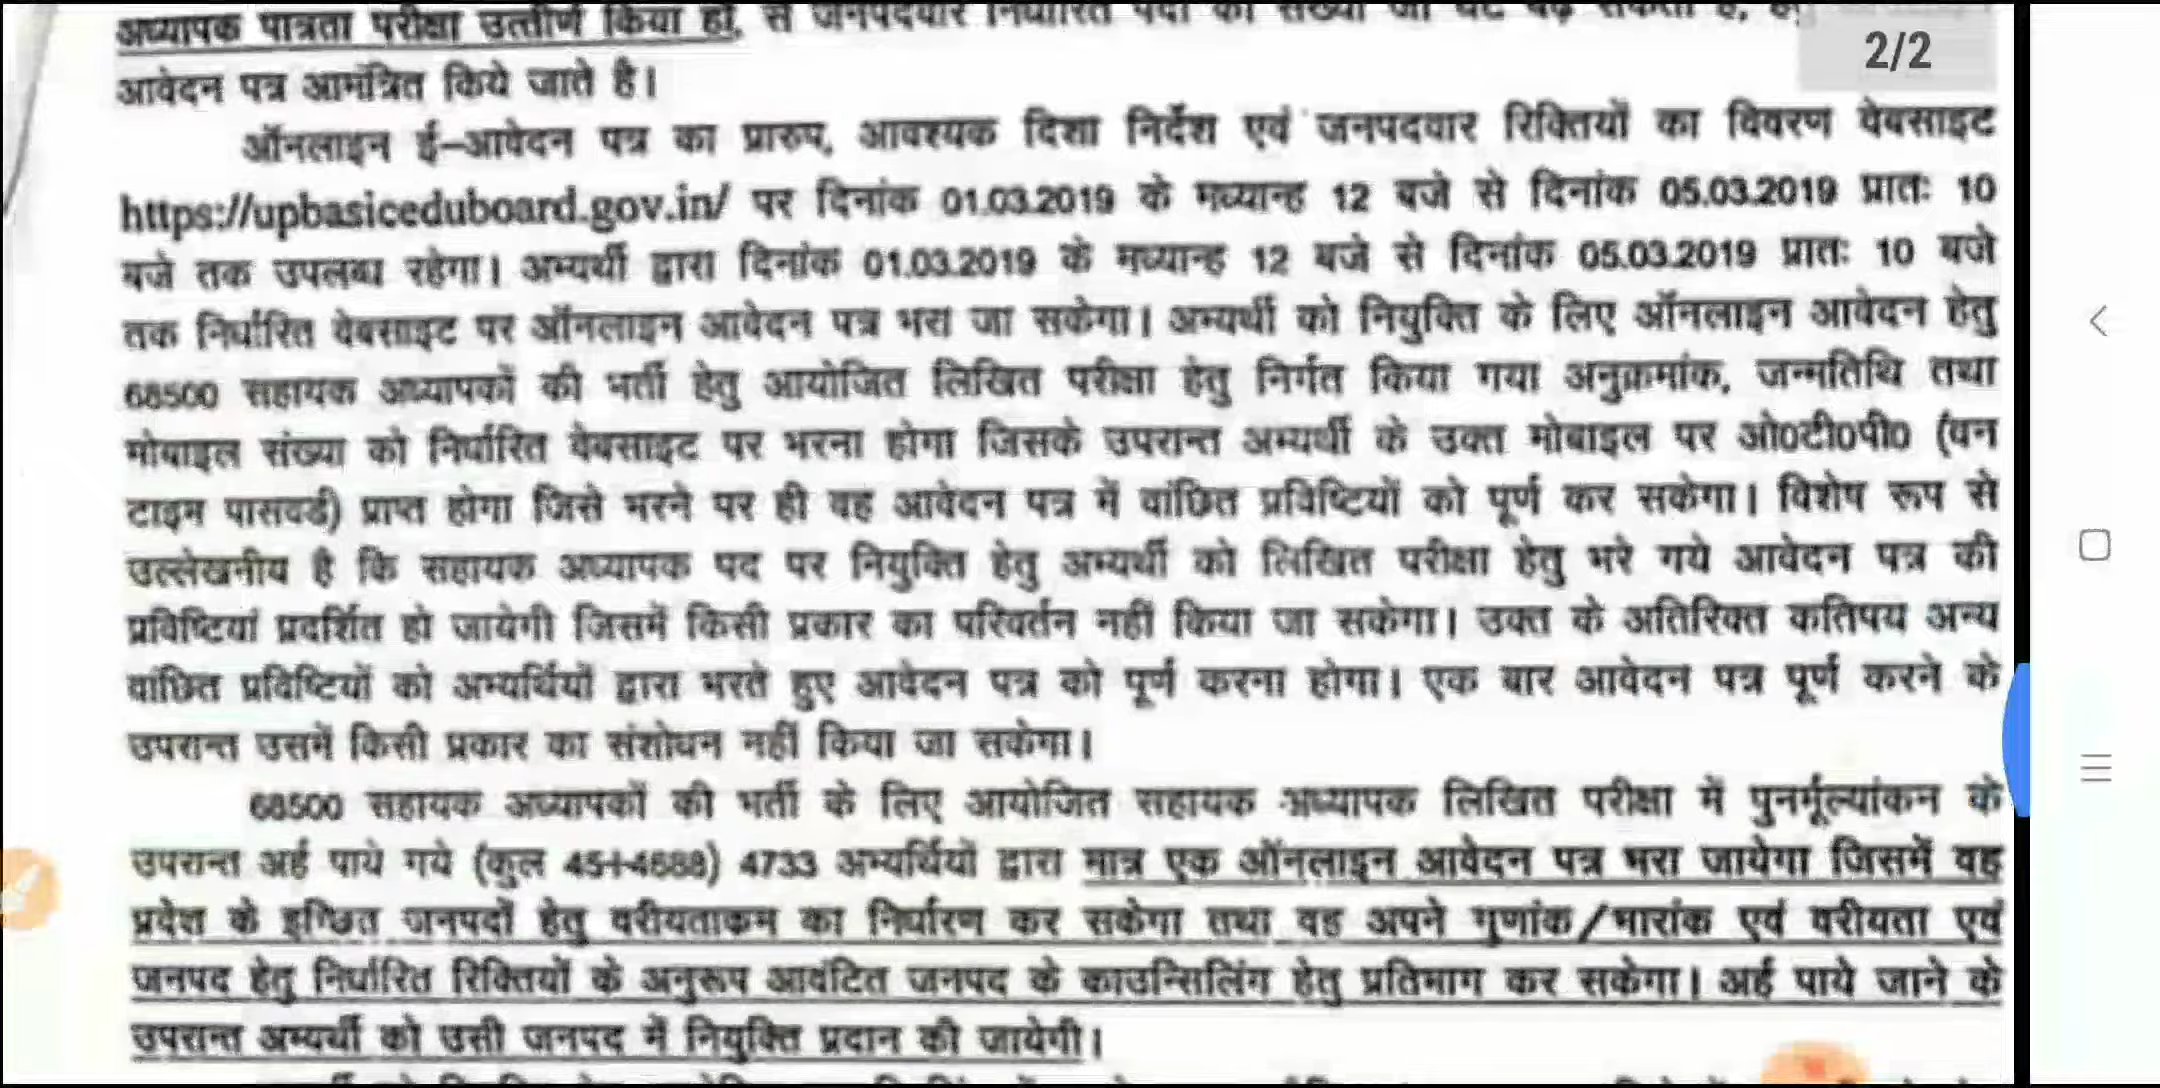 अध्यापक पात्रता परीक्षा उत्तीर्ण किया हो, से जनपदवार निर्धारित पदों की संख्या जो घट बढ़ सकती है,
2/2
आवेदन पत्र आमंत्रित किये जाते है।
ऑनलाइन ई-आवेदन पत्र का प्रारुप, आवश्यक दिशा निर्देश एवं जनपदवार रिक्तियों का विवरण वेबसाइट
https://upbasiceduboard.gov.in/ पर दिनांक 01.03.2019 के मध्यान्ह 12 बजे से दिनांक 05.03.2019 प्रातः 10
बजे तक उपलब्ध रहेगा। अभ्यर्थी द्वारा दिनांक 01.03.2019 के मध्यान्ह 12 बजे से दिनांक 05.03.2019 प्रातः 10 बजे
तक निर्धारित वेबसाइट पर ऑनलाइन आवेदन पत्र भरा जा सकेगा। अभ्यर्थी को नियुक्ति के लिए ऑनलाइन आवेदन हेतु
68500 सहायक अध्यापकों की भर्ती हेतु आयोजित लिखित परीक्षा हेतु निर्गत किया गया अनुक्रमांक, जन्मतिथि तथा
मोबाइल संख्या को निर्धारित वेबसाइट पर भरना होगा जिसके उपरान्त अभ्यर्थी के उक्त मोबाइल पर ओ0टी0पी0 (वन
टाइम पासवर्ड) प्राप्त होगा जिसे भरने पर ही वह आवेदन पत्र में वांछित प्रविष्टियों को पूर्ण कर सकेगा। विशेष रूप से
उल्लेखनीय है कि सहायक अध्यापक पद पर नियुक्ति हेतु अभ्यर्थी को लिखित परीक्षा हेतु भरे गये आवेदन पत्र की
प्रविष्टियां प्रदर्शित हो जायेगी जिसमें किसी प्रकार का परिवर्तन नहीं किया जा सकेगा। उक्त के अतिरिक्त कतिपय अन्य
वांछित प्रविष्टियों को अभ्यर्थियों द्वारा भरते हुए आवेदन पत्र को पूर्ण करना होगा। एक बार आवेदन पत्र पूर्ण करने के
उपरान्त उसमें किसी प्रकार का संशोधन नहीं किया जा सकेगा।
68500 सहायक अध्यापकों की भर्ती के लिए आयोजित सहायक अध्यापक लिखित परीक्षा में पुनर्मूल्यांकन के
उपरान्त अर्ह पाये गये (कुल 45+4688) 4733 अभ्यर्थियों द्वारा मात्र एक ऑनलाइन आवेदन पत्र भरा जायेगा जिसमें वह
प्रदेश के इच्छित जनपदों हेतु वरीयताक्रम का निर्धारण कर सकेगा तथा वह अपने गुणांक/भारांक एवं वरीयता एवं
जनपद हेतु निर्धारित रिक्तियों के अनुरूप आवंटित जनपद के काउन्सिलिंग हेतु प्रतिभाग कर सकेगा। अर्ह पाये जाने के
उपरान्त अभ्यर्थी को उसी जनपद में नियुक्ति प्रदान की जायेगी।